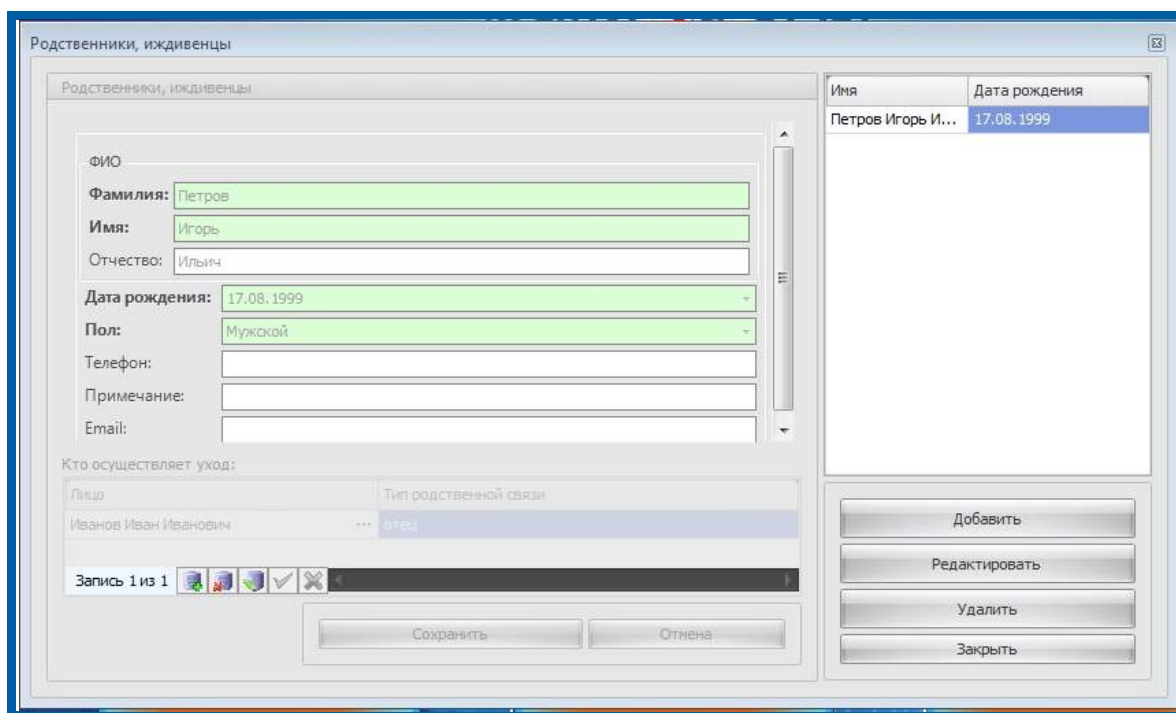 Родственники, иждивенцы
Родственники, иждивенцы
ФИО
Фамилия: Петров
Имя: Игорь
Отчество: Ильич
Дата рождения: 17.08.1999
Пол: Мужской
Телефон:
Примечание:
Email:
Кто осуществляет уход:
Лицо Тип родственной связи
Иванов Иван Иванович ... отец
Запись 1 из 1
Сохранить Отмена
Имя Дата рождения
Петров Игорь И... 17.08.1999
Добавить
Редактировать
Удалить
Закрыть